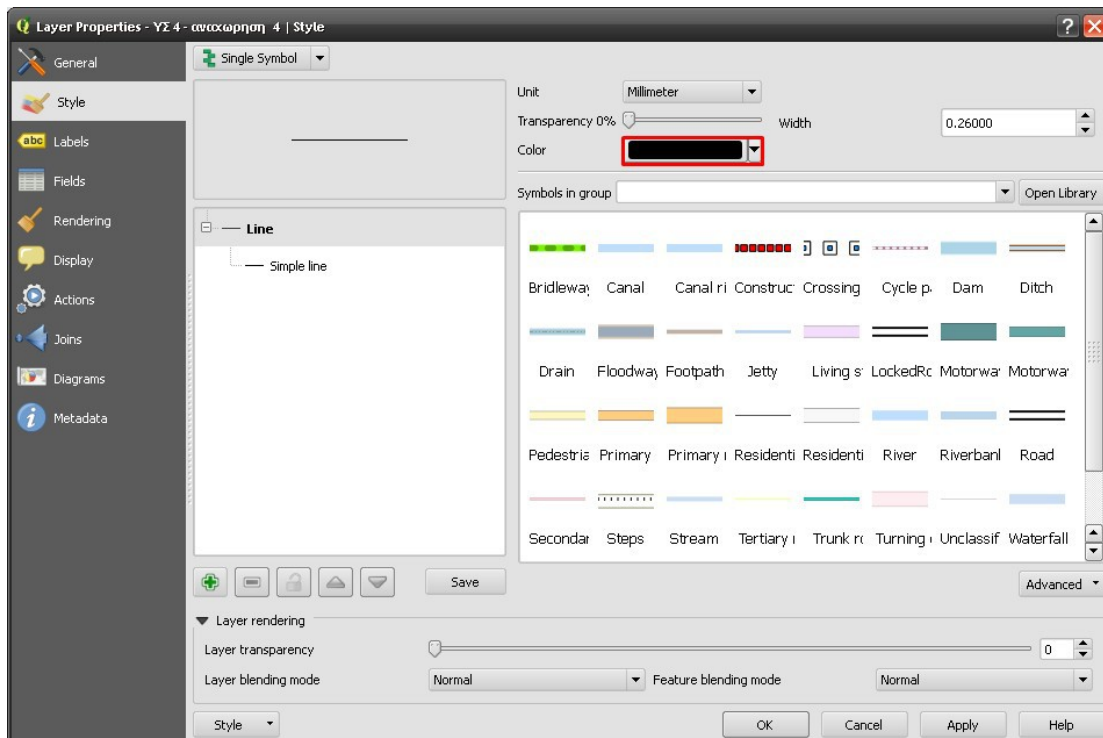 Layer Properties - ΥΣ 4 - αναχωρηση 4 | Style
General
Style
Labels
Fields
Rendering
Display
Actions
Joins
Diagrams
Metadata
Single Symbol
Unit
Millimeter
Transparency 0%
Width
0.26000
Color
Symbols in group
Open Library
Line
Simple line
Bridleway Canal Canal ri Construc Crossing Cycle p. Dam Ditch
Drain Floodway Footpath Jetty Living s LockedRo Motorwa Motorwa
Pedestria Primary Primary r Residenti Residenti River Riverbanl Road
Secondar Steps Stream Tertiary r Trunk ro Turning Unclassif Waterfall
Save
Advanced
Layer rendering
Layer transparency
0
Layer blending mode
Normal
Feature blending mode
Normal
Style
OK
Cancel
Apply
Help
abc